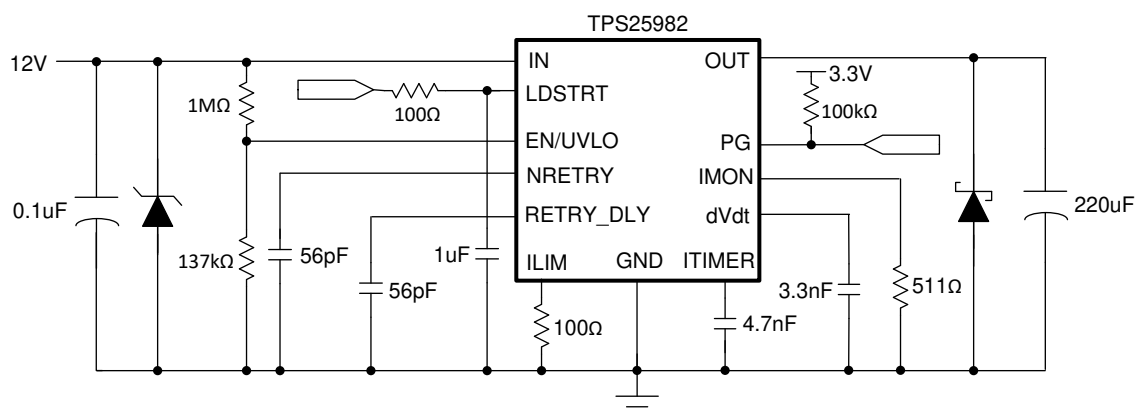 TPS25982
12V
IN
OUT
3.3V
LDSTRT
1MΩ
100Ω
100kΩ
EN/UVLO
PG
NRETRY
IMON
0.1uF
RETRY_DLY
dVdt
220uF
137kΩ
56pF
1uF
ILIM
GND
ITIMER
56pF
3.3nF
511Ω
100Ω
4.7nF